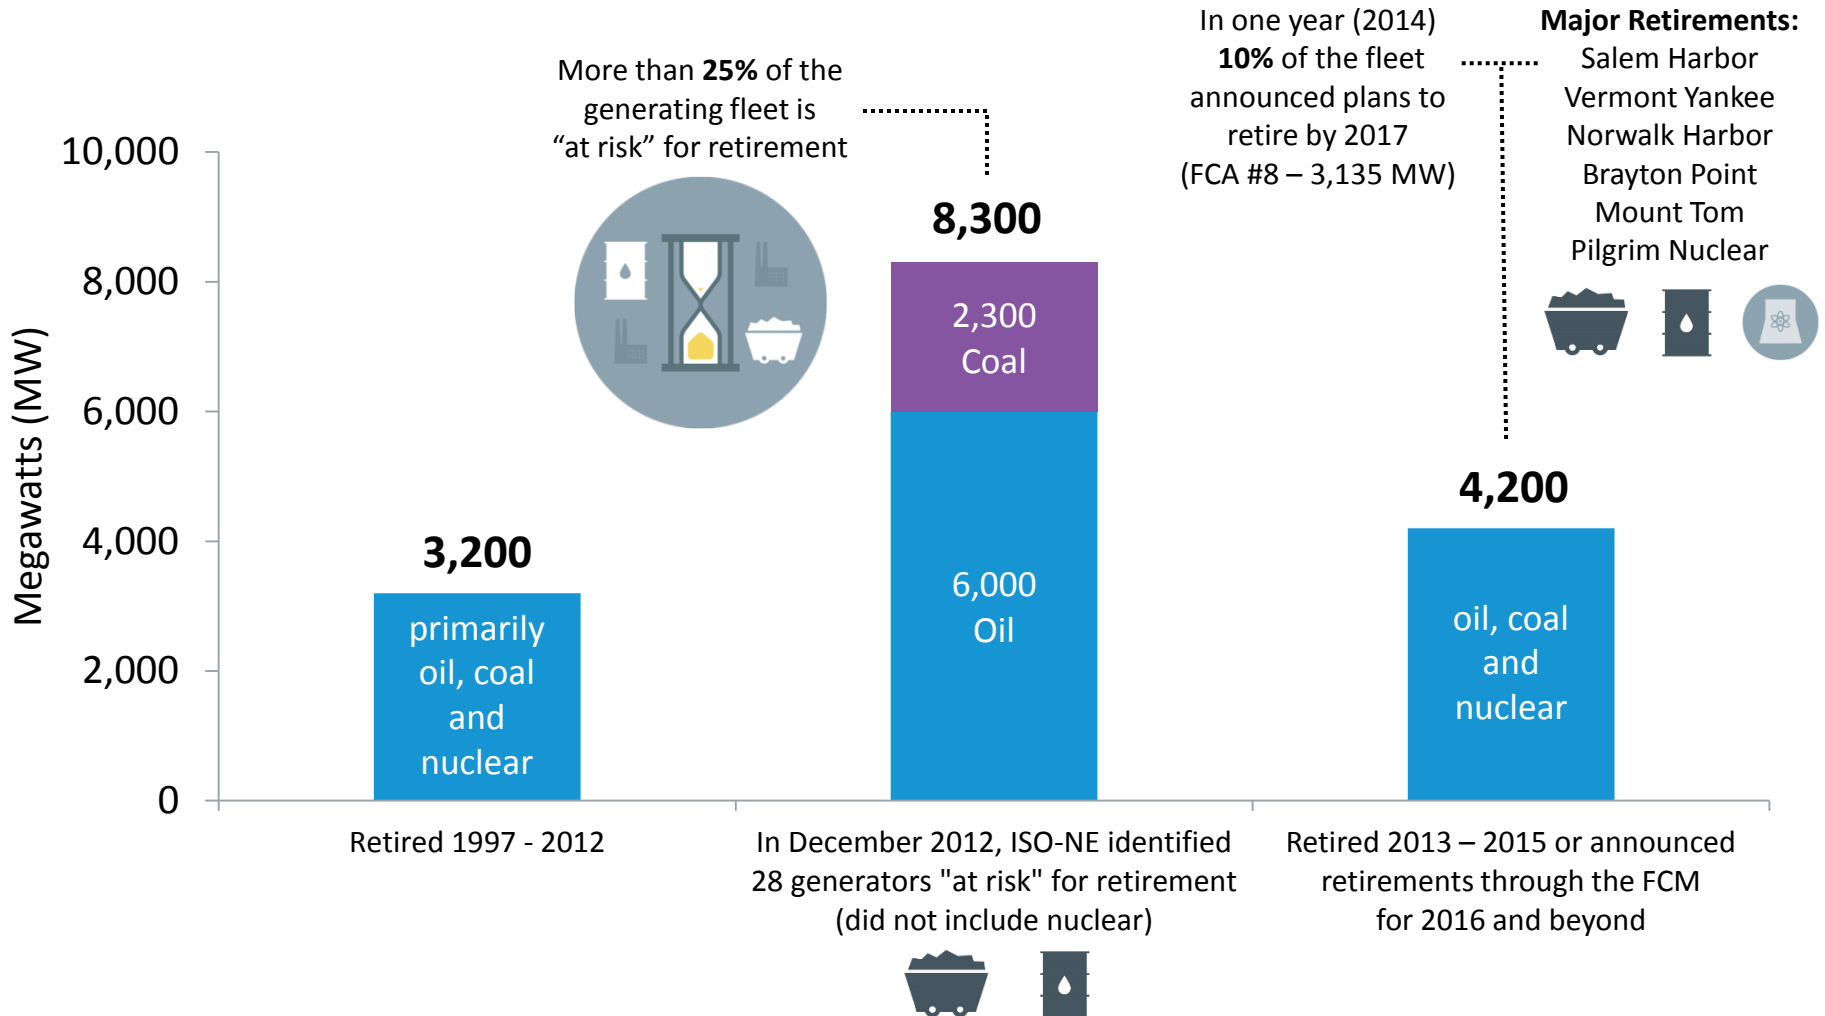 In one year (2014)
10% of the fleet
announced plans to
retire by 2017
(FCA #8 – 3,135 MW)
Major Retirements:
Salem Harbor
Vermont Yankee
Norwalk Harbor
Brayton Point
Mount Tom
Pilgrim Nuclear
More than 25% of the
generating fleet is
“at risk” for retirement
Megawatts (MW)
10,000
8,000
6,000
4,000
2,000
0
3,200
primarily
oil, coal
and
nuclear
8,300
2,300
Coal
6,000
Oil
4,200
oil, coal
and
nuclear
Retired 1997 - 2012
In December 2012, ISO-NE identified
28 generators "at risk" for retirement
(did not include nuclear)
Retired 2013 – 2015 or announced
retirements through the FCM
for 2016 and beyond